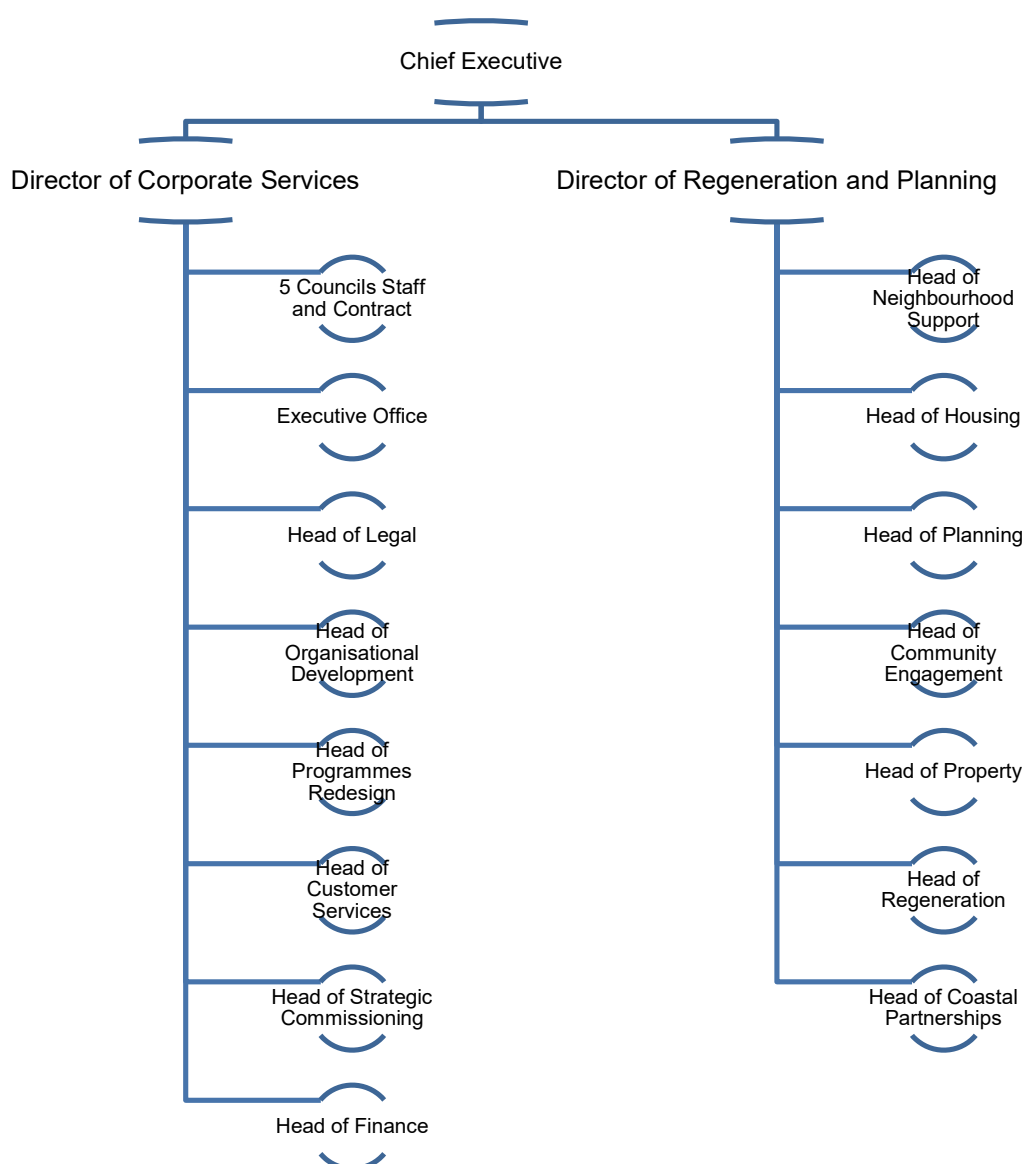 Chief Executive
Director of Corporate Services
5 Councils Staff
and Contract
Executive Office
Head of Legal
Head of
Organisational
Development
Head of
Programmes
Redesign
Head of
Customer
Services
Head of Strategic
Commissioning
Head of Finance
Director of Regeneration and Planning
Head of
Neighbourhood
Support
Head of Housing
Head of Planning
Head of
Community
Engagement
Head of Property
Head of
Regeneration
Head of Coastal
Partnerships